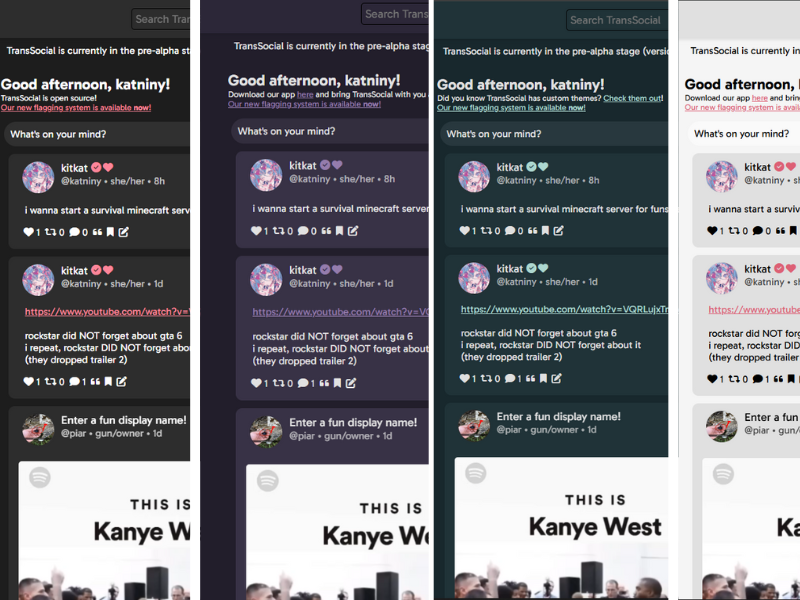 Search Tran
TransSocial is currently in the pre-alpha st
Good afternoon, katniny!
TransSocial is open source!
Our new flagging system is available now!
What's on your mind?
kitkat
@katniny • she/her • 8h
i wanna start a survival minecraft serv
1 0 0
kitkat
@katniny • she/her • 1d
https://www.youtube.com/watch?v=
rockstar did NOT forget about gta 6
i repeat, rockstar DID NOT forget abou
(they dropped trailer 2)
1 0 1
Enter a fun display name!
@piar • gun/owner • 1d
THIS IS
Kanye W
Search Trans
TransSocial is currently in the pre-alpha stag
Good afternoon, katniny!
Download our app here and bring TransSocial with you
Our new flagging system is available now!
What's on your mind?
kitkat
@katniny • she/her • 8h
i wanna start a survival minecraft server
1 0 0
kitkat
@katniny • she/her • 1d
https://www.youtube.com/watch?v=VQ
rockstar did NOT forget about gta 6
i repeat, rockstar DID NOT forget about
(they dropped trailer 2)
1 0 1
Enter a fun display name!
@piar • gun/owner • 1d
THIS IS
Kanye We
Search TransSocial
TransSocial is currently in the pre-alpha stage (versi
Good afternoon, katniny!
Did you know TransSocial has custom themes? Check them out!
Our new flagging system is available now!
What's on your mind?
kitkat
@katniny • she/her • 8h
i wanna start a survival minecraft server for funs
1 0 0
kitkat
@katniny • she/her • 1d
https://www.youtube.com/watch?v=VQRLujxTr
rockstar did NOT forget about gta 6
i repeat, rockstar DID NOT forget about it
(they dropped trailer 2)
1 0 1
Enter a fun display name!
@piar • gun/owner • 1d
THIS IS
Kanye West
TransSocial is currently in
Good afternoon,
Download our app here and bring
Our new flagging system is availab
What's on your mind?
kitkat
@katniny • she/h
i wanna start a surviv
1 0 0
kitkat
@katniny • she/h
https://www.youtube
rockstar did NOT forg
i repeat, rockstar DID
(they dropped trailer
1 0 1
Enter a fun
@piar • gun/o
Ka